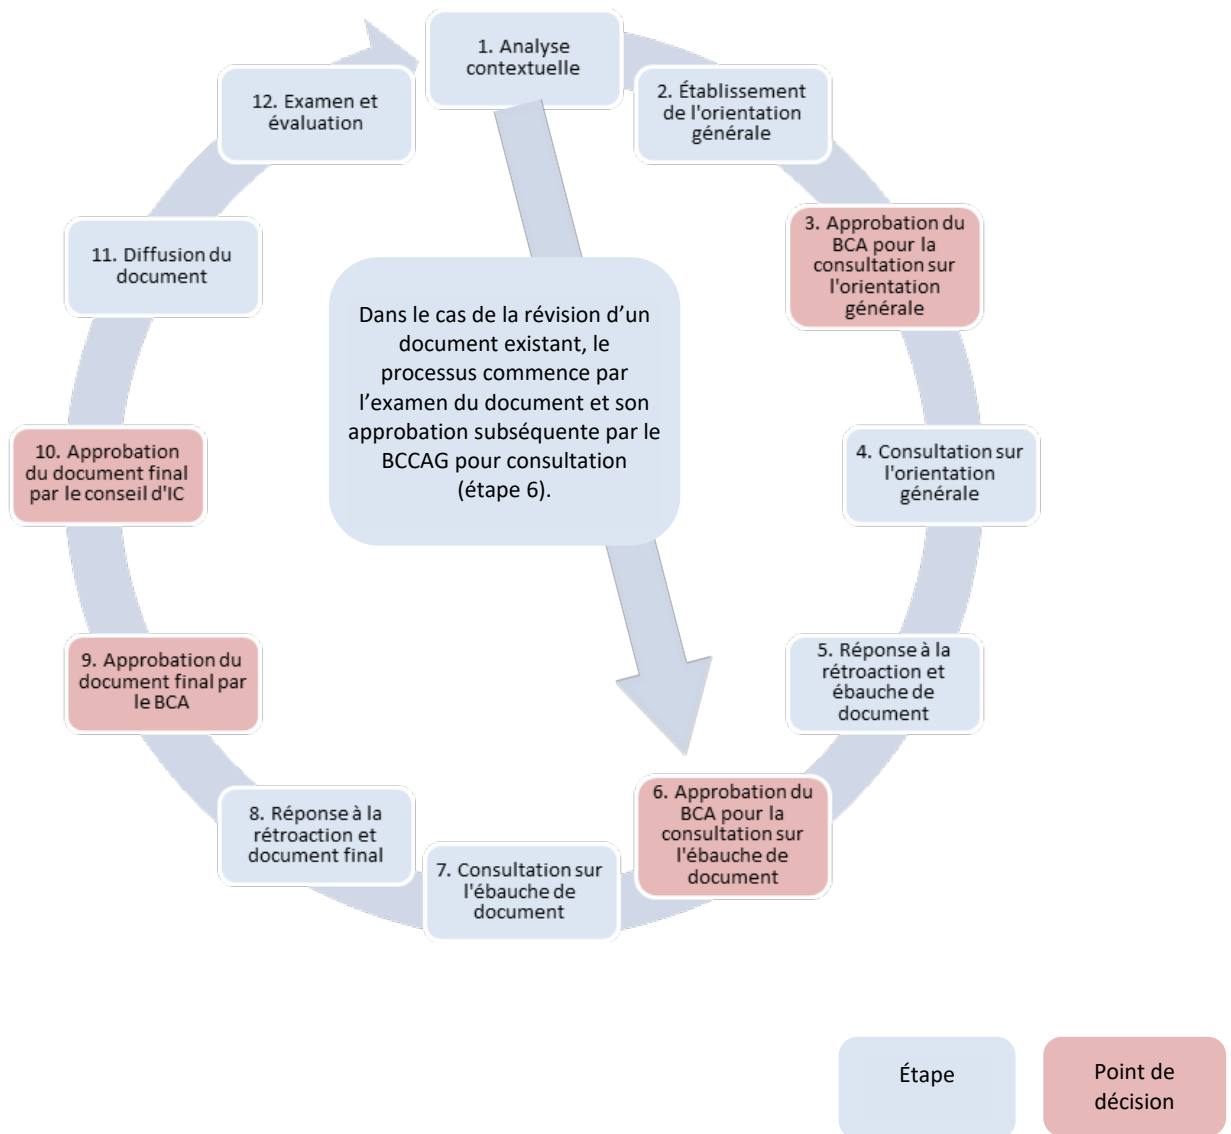 1. Analyse
contextuelle
2. Établissement
de l'orientation
générale
3. Approbation du
BCA pour la
consultation sur
l'orientation
générale
4. Consultation sur
l'orientation
générale
5. Réponse à la
rétroaction et
ébauche de
document
6. Approbation du
BCA pour la
consultation sur
l'ébauche de
document
7. Consultation sur
l'ébauche de
document
8. Réponse à la
rétroaction et
document final
9. Approbation du
document final par
le BCA
10. Approbation
du document final
par le conseil d'IC
11. Diffusion du
document
12. Examen et
évaluation
Dans le cas de la révision d’un
document existant, le
processus commence par
l’examen du document et son
approbation subséquente par le
BCCAG pour consultation
(étape 6).
Étape
Point de
décision